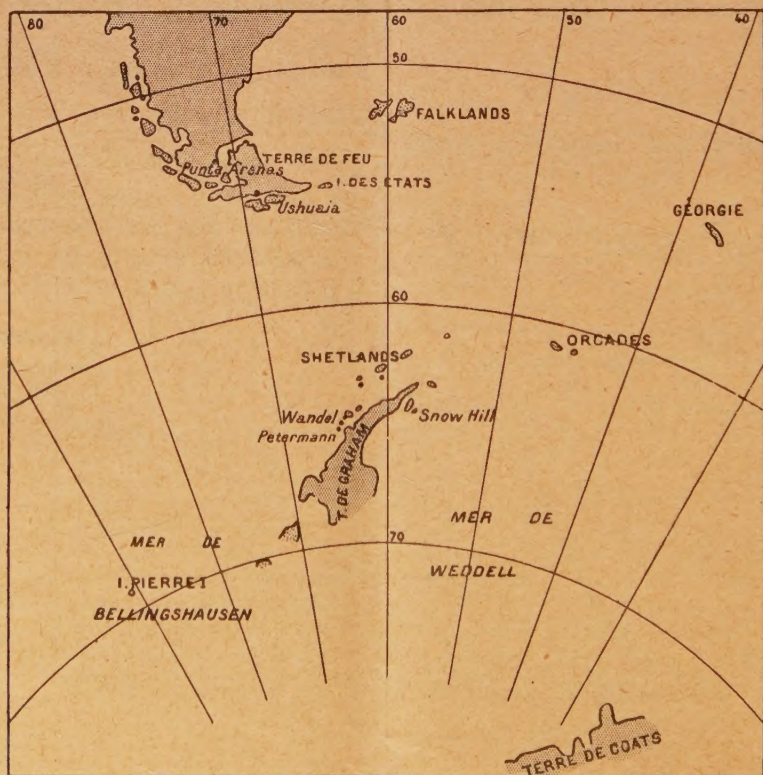 80
70
60
50
40
50
FALKLANDS
TERRE DE FEU
Punta Arenas
I. DES ETATS
Ushuaia
GÉORGIE
60
ORCADES
SHETLANDS
Wandel
Snow Hill
Petermann
T. DE GRAHAM
MER DE
MER DE
70
WEDDELL
I. PIERRE I
BELLINGSHAUSEN
TERRE DE COATS